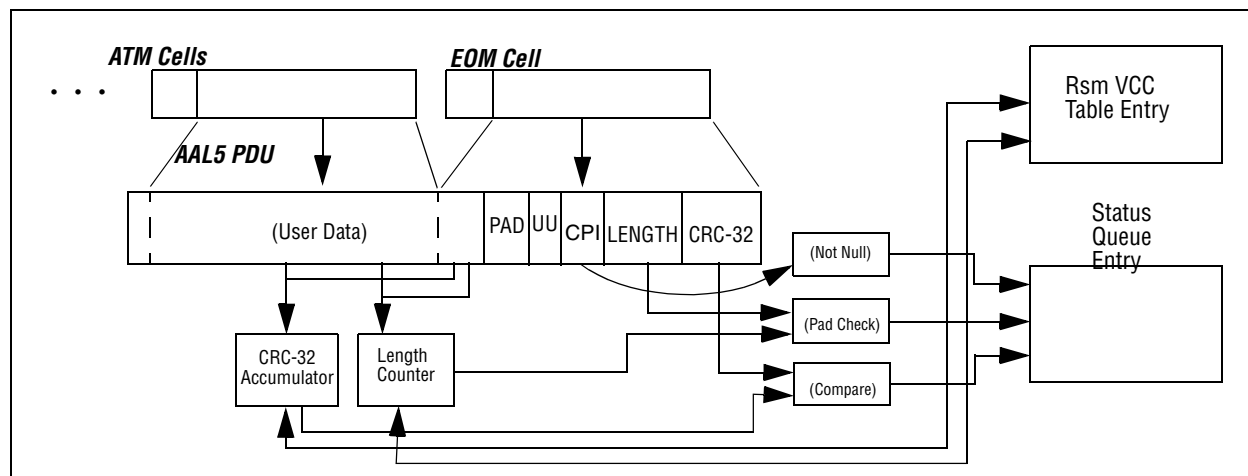 ATM Cells
EOM Cell
. . .
Rsm VCC
Table Entry
AAL5 PDU
(User Data)
PAD
UU
CPI
LENGTH
CRC-32
Status
Queue
Entry
(Not Null)
(Pad Check)
CRC-32
Accumulator
Length
Counter
(Compare)